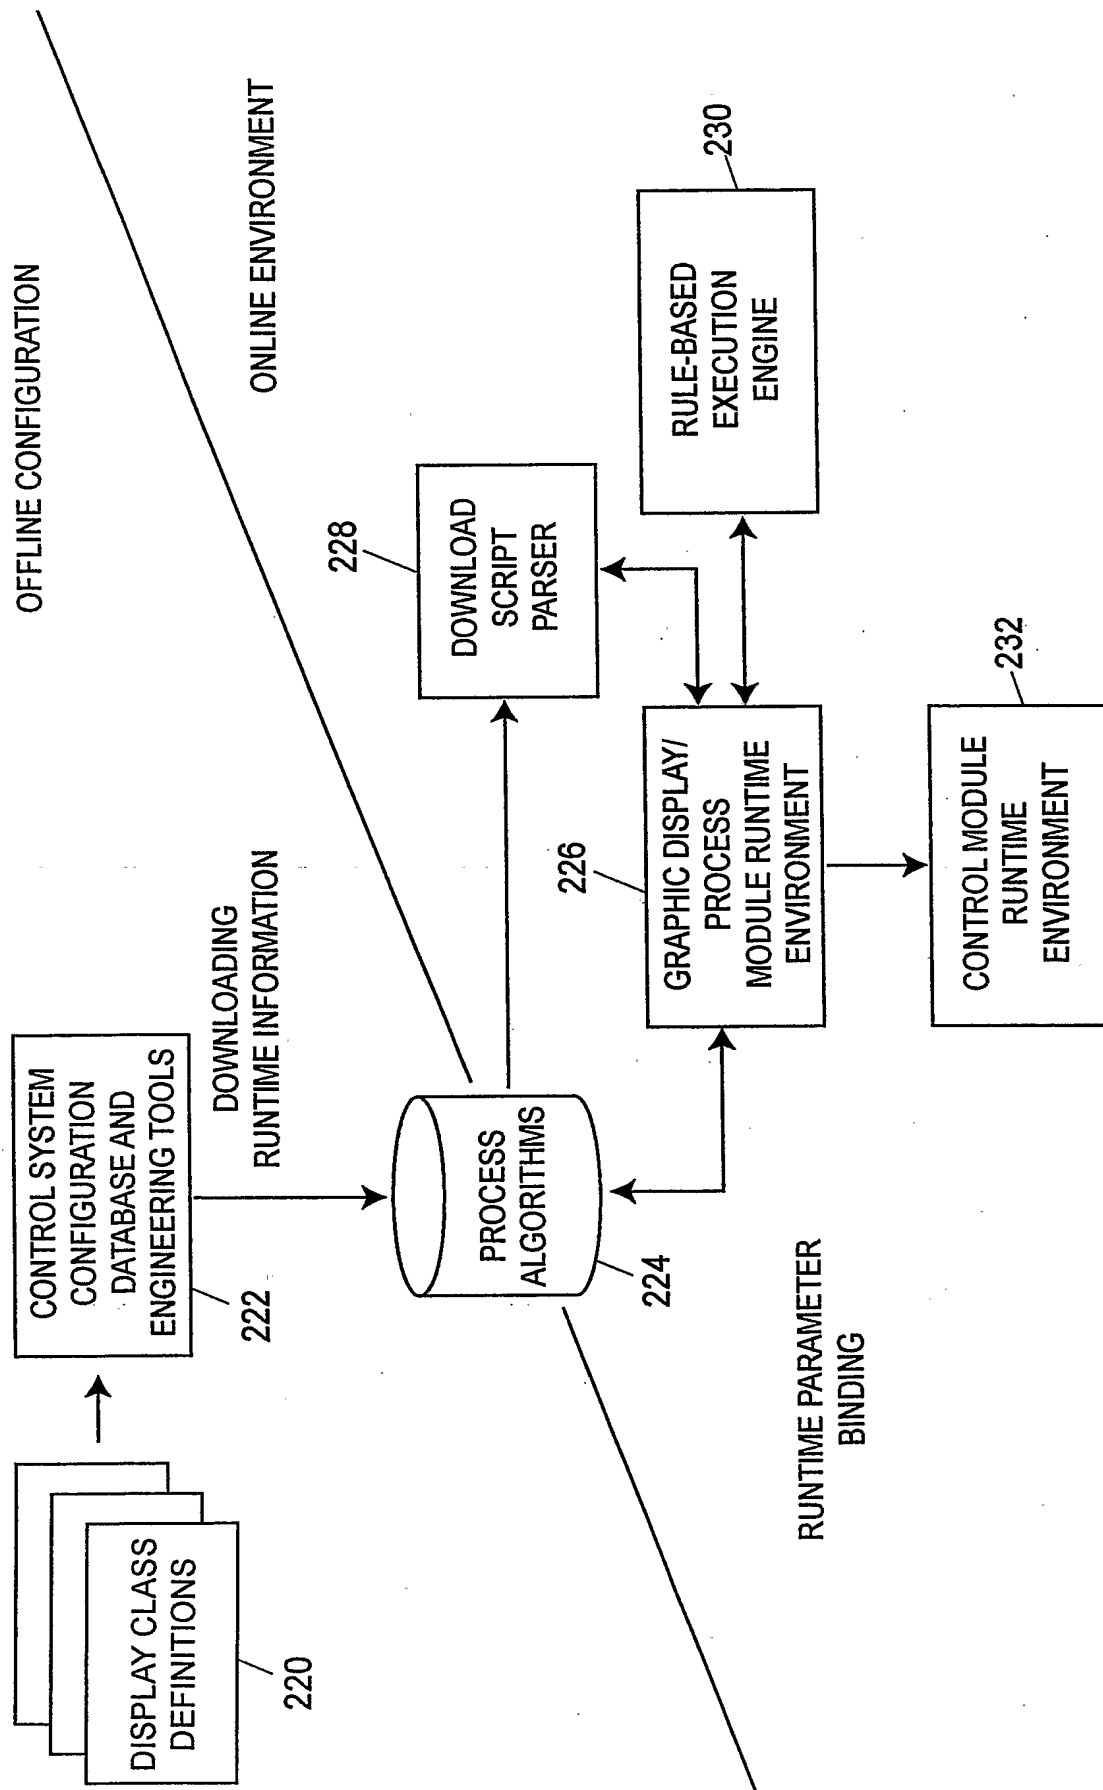 OFFLINE CONFIGURATION
CONTROL SYSTEM
CONFIGURATION
DATABASE AND
ENGINEERING TOOLS
222
DISPLAY CLASS
DEFINITIONS
220
DOWNLOADING
RUNTIME INFORMATION
ONLINE ENVIRONMENT
PROCESS
ALGORITHMS
224
228
DOWNLOAD
SCRIPT
PARSER
230
RULE-BASED
EXECUTION
ENGINE
226
GRAPHIC DISPLAY/
PROCESS
MODULE RUNTIME
ENVIRONMENT
RUNTIME PARAMETER
BINDING
232
CONTROL MODULE
RUNTIME
ENVIRONMENT